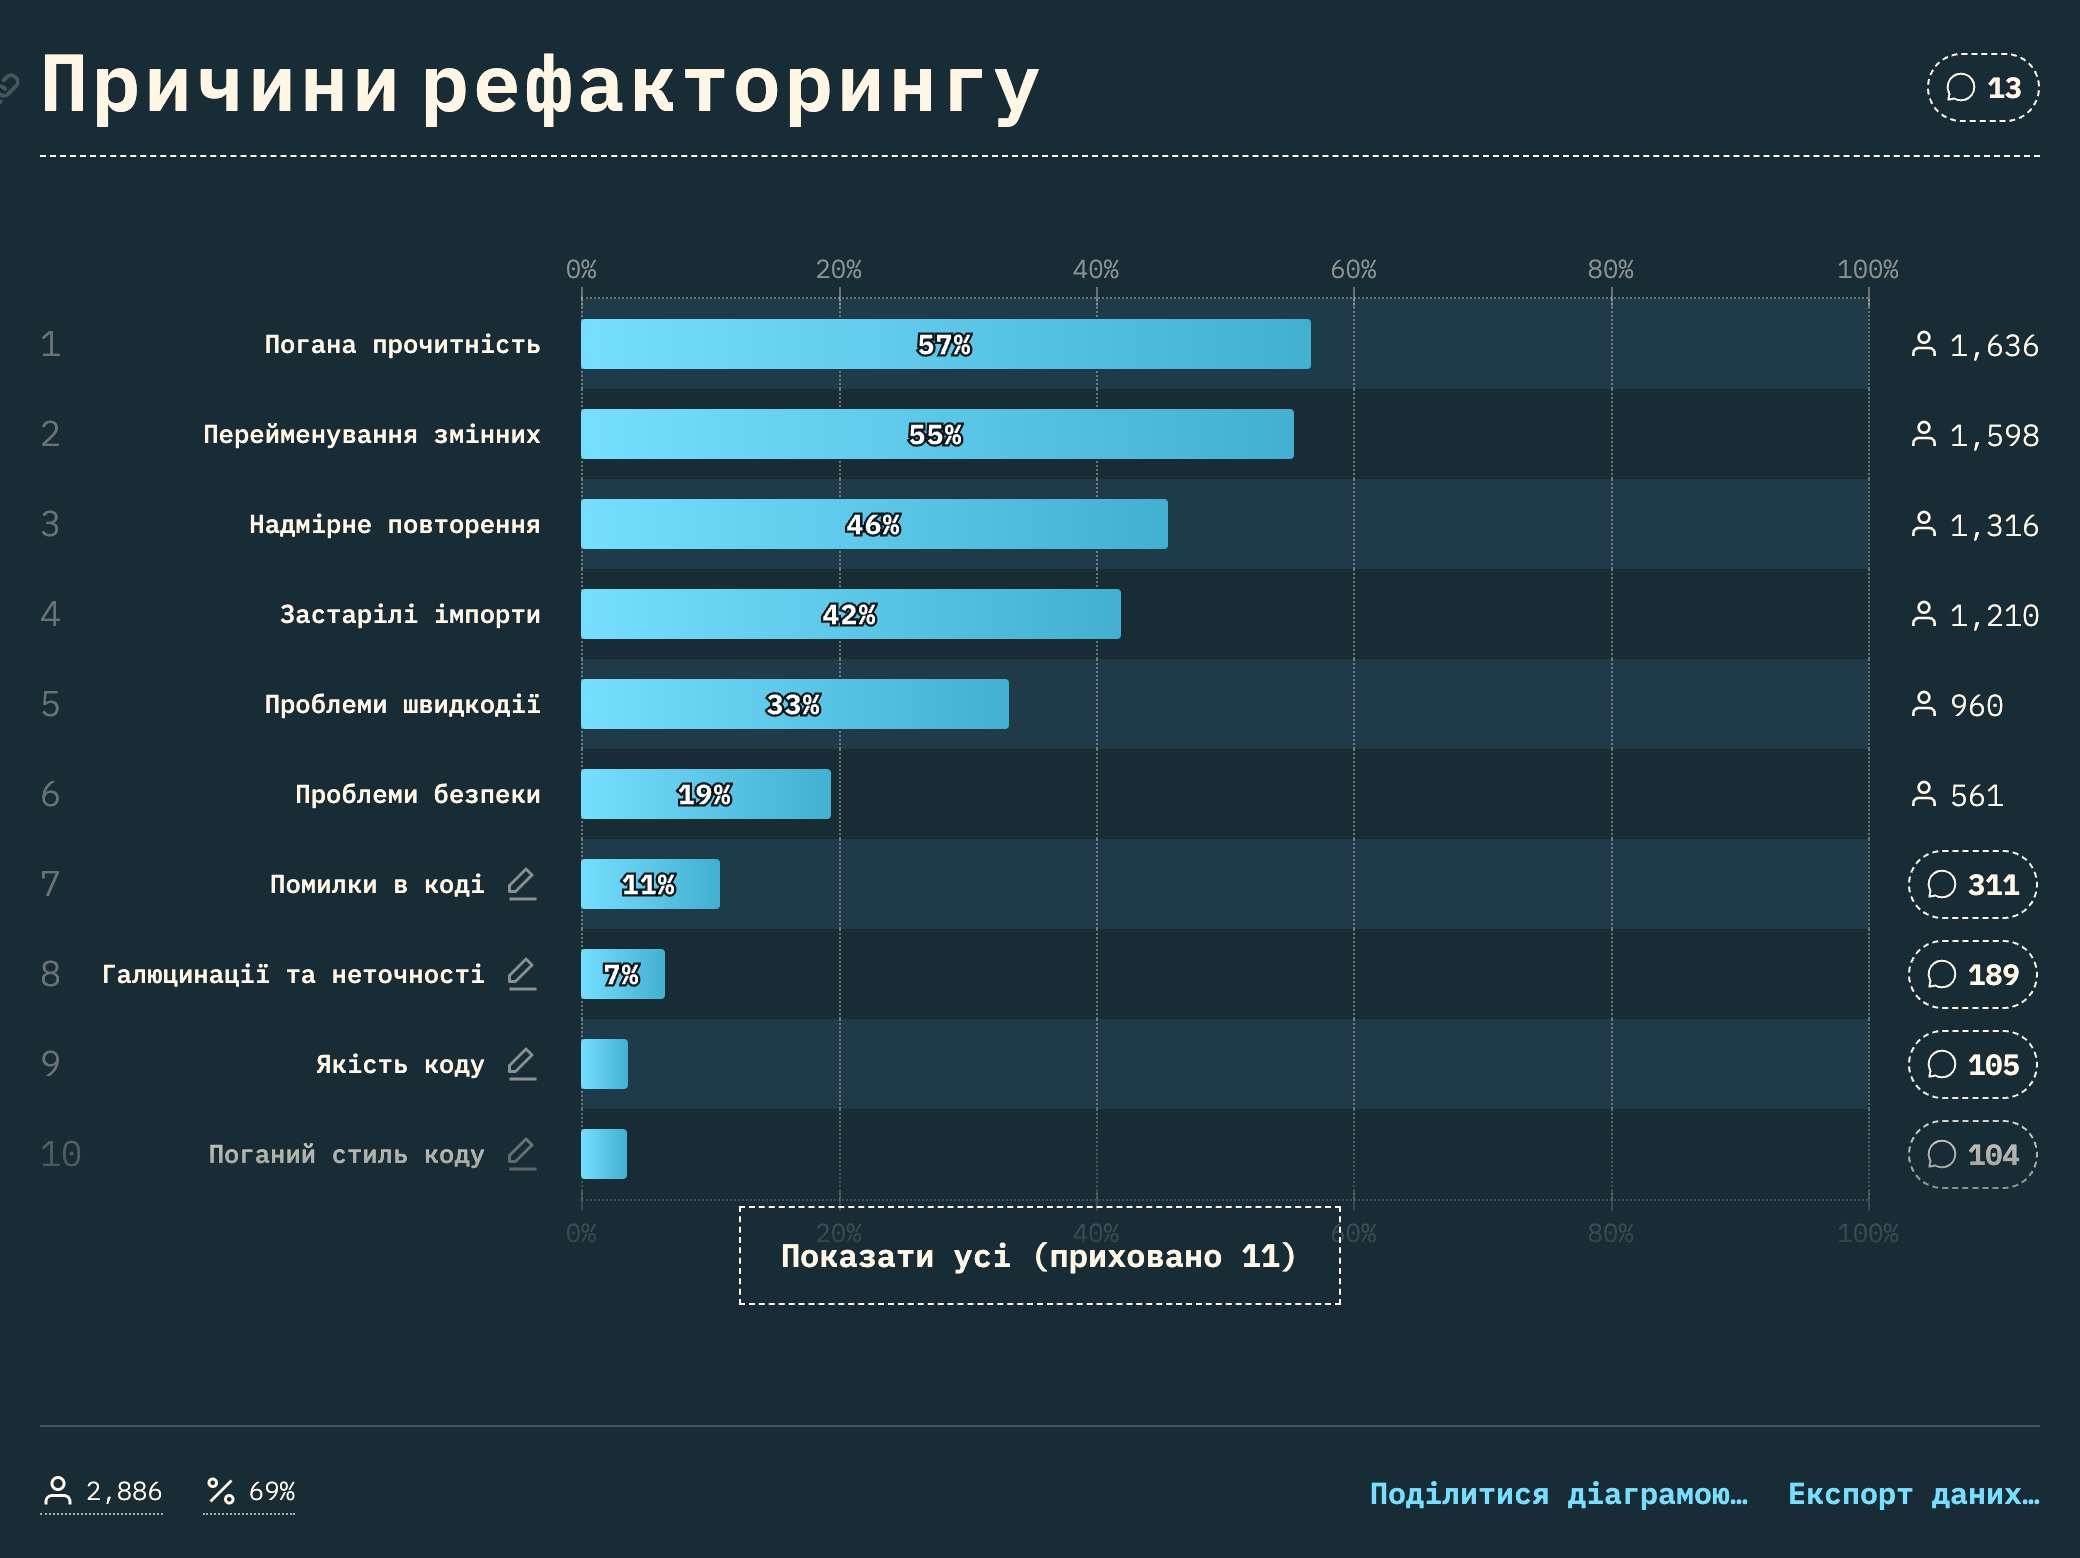 Причини рефакторингу
13
0% 20% 40% 60% 80% 100%
1 Погана прочитність 57% 1,636
2 Перейменування змінних 55% 1,598
3 Надмірне повторення 46% 1,316
4 Застарілі імпорти 42% 1,210
5 Проблеми швидкодії 33% 960
6 Проблеми безпеки 19% 561
7 Помилки в коді 11% 311
8 Галюцинації та неточності 7% 189
9 Якість коду 105
10 Поганий стиль коду 104
0% 20% 40% 60% 80% 100%
Показати усі (приховано 11)
2,886 69% Поділитися діаграмою… Експорт даних…